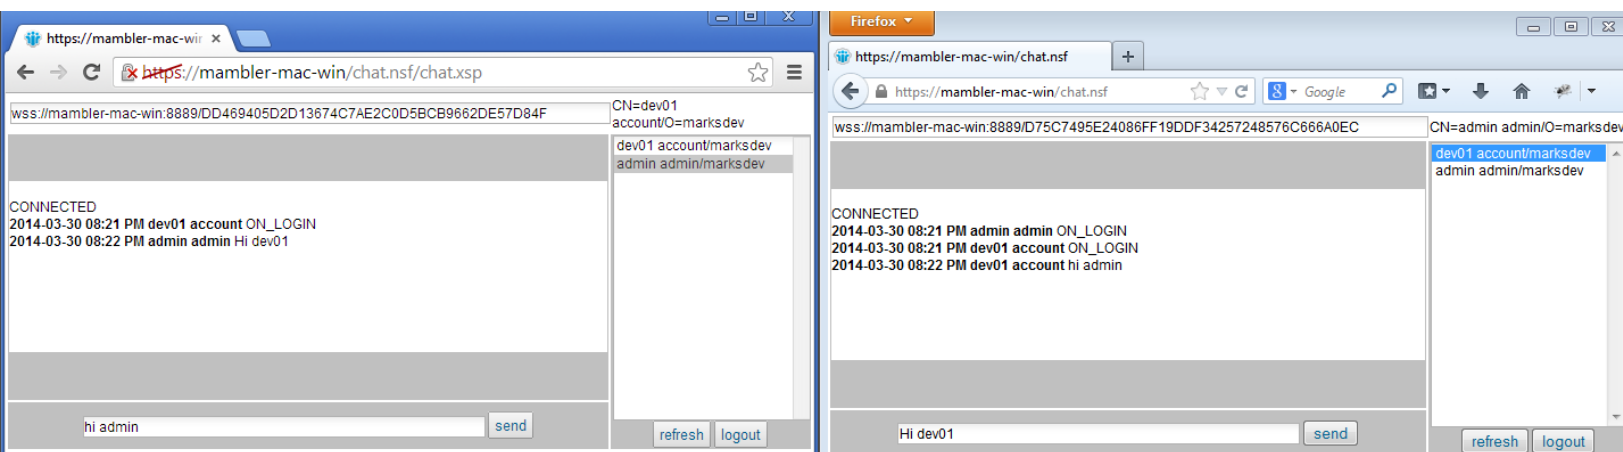 https://mambler-mac-wir
https://mambler-mac-win/chat.nsf/chat.xsp
wss://mambler-mac-win:8889/DD469405D2D13674C7AE2C0D5BCB9662DE57D84F
CN=dev01
account/O=marksdev
dev01 account/marksdev
admin admin/marksdev
CONNECTED
2014-03-30 08:21 PM dev01 account ON_LOGIN
2014-03-30 08:22 PM admin admin Hi dev01
hi admin
send
refresh
logout
Firefox
https://mambler-mac-win/chat.nsf
https://mambler-mac-win/chat.nsf
Google
wss://mambler-mac-win:8889/D75C7495E24086FF19DDF34257248576C666A0EC
CN=admin admin/O=marksdev
dev01 account/marksdev
admin admin/marksdev
CONNECTED
2014-03-30 08:21 PM admin admin ON_LOGIN
2014-03-30 08:21 PM dev01 account ON_LOGIN
2014-03-30 08:22 PM dev01 account hi admin
Hi dev01
send
refresh
logout